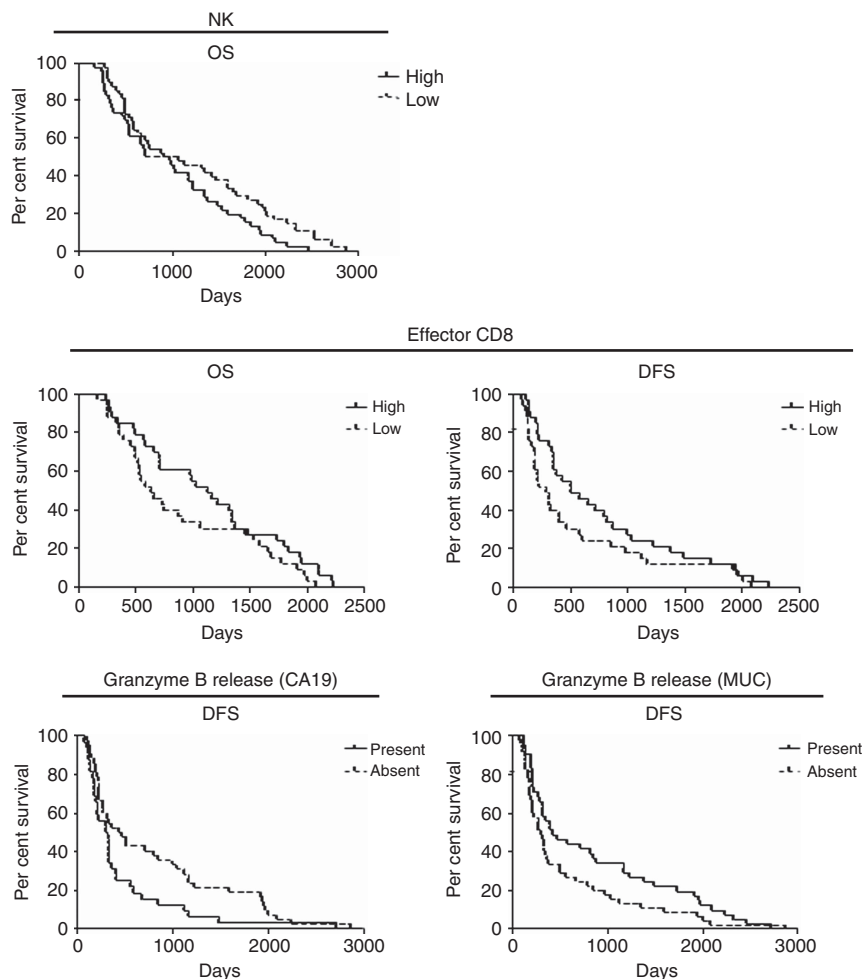 NK
OS
Per cent survival
100
80
60
40
20
0
High
Low
0 1000 2000 3000
Days
Effector CD8
OS
Per cent survival
100
80
60
40
20
0
High
Low
0 500 1000 1500 2000 2500
Days
DFS
Per cent survival
100
80
60
40
20
0
High
Low
0 500 1000 1500 2000 2500
Days
Granzyme B release (CA19)
DFS
Per cent survival
100
80
60
40
20
0
Present
Absent
0 1000 2000 3000
Days
Granzyme B release (MUC)
DFS
Per cent survival
100
80
60
40
20
0
Present
Absent
0 1000 2000 3000
Days